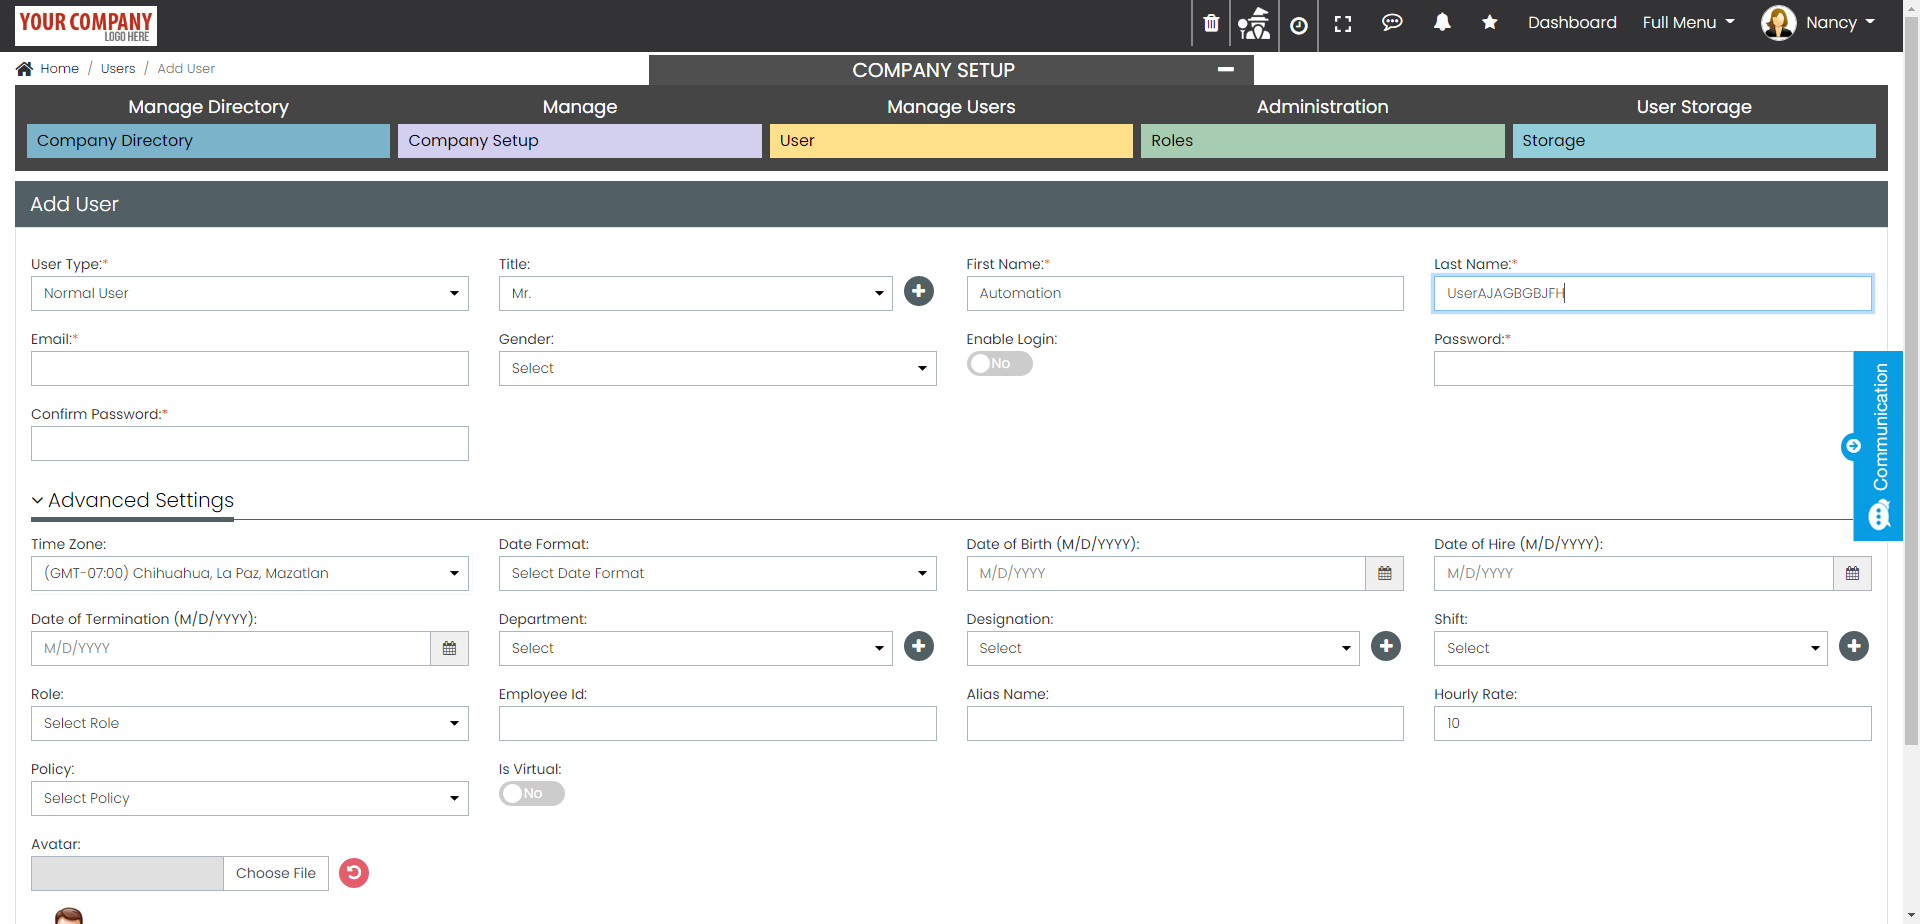 YOUR COMPANY
LOGO HERE
Dashboard
Full Menu
Nancy
Home / Users / Add User
COMPANY SETUP
Manage Directory
Manage
Manage Users
Administration
User Storage
Company Directory
Company Setup
User
Roles
Storage
Add User
User Type:*
Title:
First Name:*
Last Name:*
Normal User
Mr.
Automation
UserAJAGBGBJFH
Email:*
Gender:
Enable Login:
Password:*
Select
No
Confirm Password:*
Communication
Advanced Settings
Time Zone:
Date Format:
Date of Birth (M/D/YYYY):
Date of Hire (M/D/YYYY):
(GMT-07:00) Chihuahua, La Paz, Mazatlan
Select Date Format
M/D/YYYY
M/D/YYYY
Date of Termination (M/D/YYYY):
Department:
Designation:
Shift:
M/D/YYYY
Select
Select
Select
Role:
Employee Id:
Alias Name:
Hourly Rate:
Select Role
10
Policy:
Is Virtual:
Select Policy
No
Avatar:
Choose File